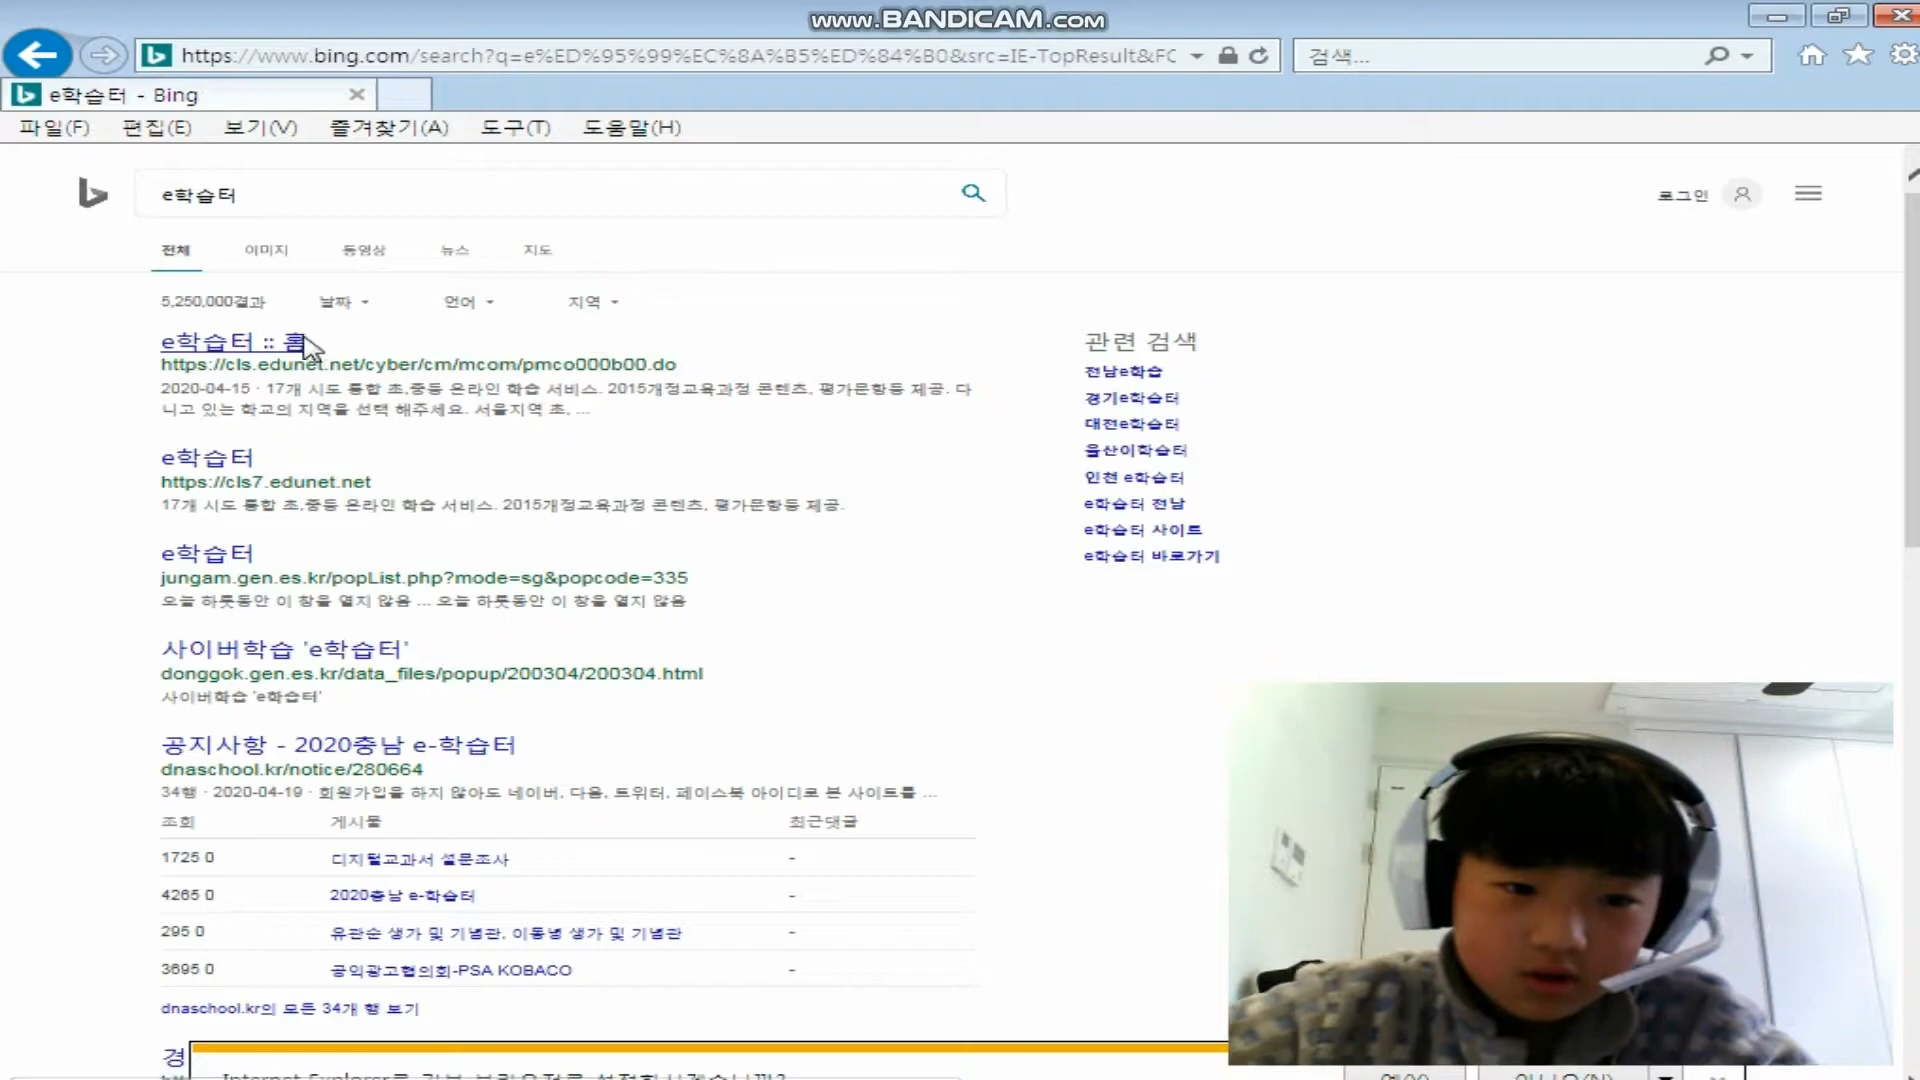 www.BANDICAM.com
https://www.bing.com/search?q=e%ED%95%99%EC%8A%B5%ED%84%B0&src=IE-TopResult&FC
검색...
e학습터 - Bing
파일(F) 편집(E) 보기(V) 즐겨찾기(A) 도구(T) 도움말(H)
e학습터
로그인
전체 이미지 동영상 뉴스 지도
5,250,000결과 날짜 언어 지역
e학습터 :: 홈
https://cls.edunet.net/cyber/cm/mcom/pmco000b00.do
2020-04-15 · 17개 시도 통합 초,중등 온라인 학습 서비스. 2015개정교육과정 콘텐츠, 평가문항등 제공. 다
니고 있는 학교의 지역을 선택 해주세요. 서울지역 초, ...
e학습터
https://cls7.edunet.net
17개 시도 통합 초,중등 온라인 학습 서비스. 2015개정교육과정 콘텐츠, 평가문항등 제공.
e학습터
jungam.gen.es.kr/popList.php?mode=sg&popcode=335
오늘 하룻동안 이 창을 열지 않음 ... 오늘 하룻동안 이 창을 열지 않음
사이버학습 'e학습터'
donggok.gen.es.kr/data_files/popup/200304/200304.html
사이버학습 'e학습터'
공지사항 - 2020충남 e-학습터
dnaschool.kr/notice/280664
34행 · 2020-04-19 · 회원가입을 하지 않아도 네이버, 다음, 트위터, 페이스북 아이디로 본 사이트를 ...
조회 게시물 최근댓글
1725 0 디지털교과서 설문조사 -
4265 0 2020충남 e-학습터 -
295 0 유관순 생가 및 기념관, 이동녕 생가 및 기념관 -
3695 0 공익광고협의회-PSA KOBACO -
dnaschool.kr의 모든 34개 행 보기
경
관련 검색
전남e학습
경기e학습터
대전e학습터
울산이학습터
인천 e학습터
e학습터 전남
e학습터 사이트
e학습터 바로가기